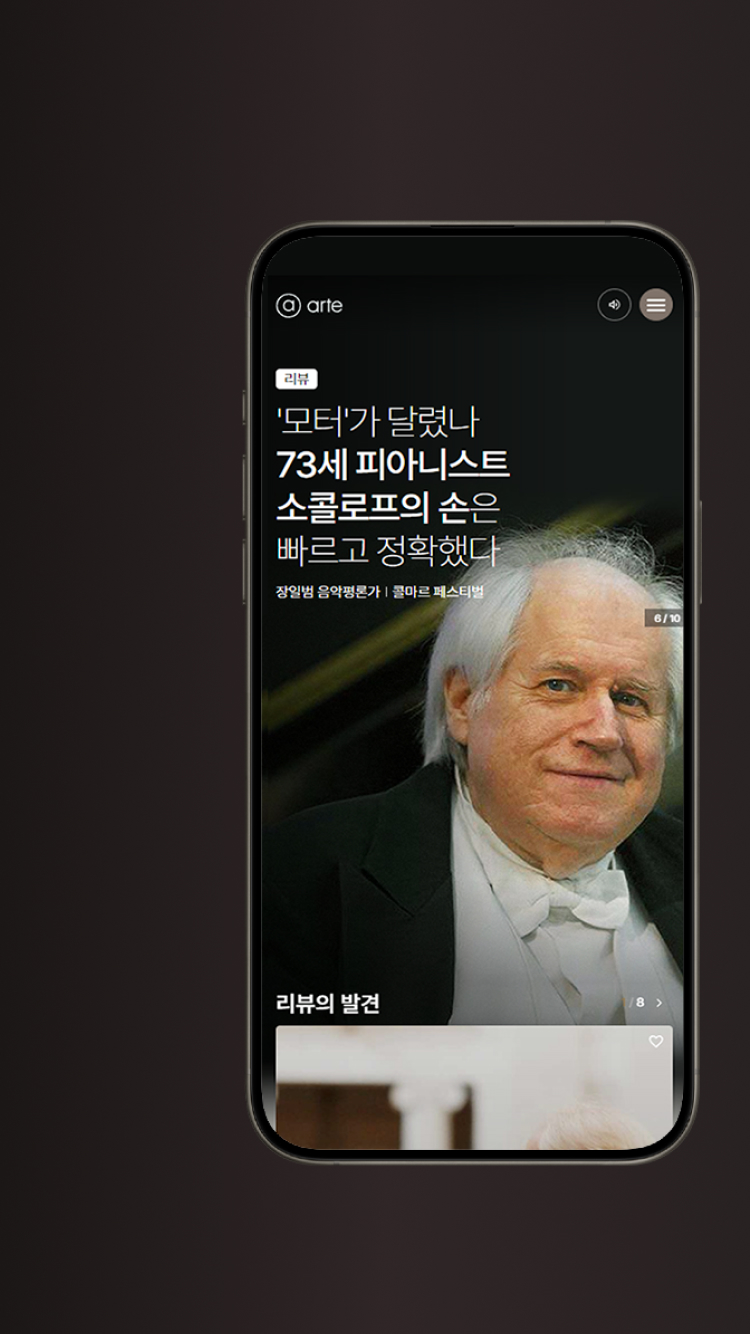 @ arte
리뷰
'모터'가 달렸나
73세 피아니스트
소콜로프의 손은
빠르고 정확했다
장일범 음악평론가 | 콜마르 페스티벌
6 / 10
리뷰의 발견
/ 8 >